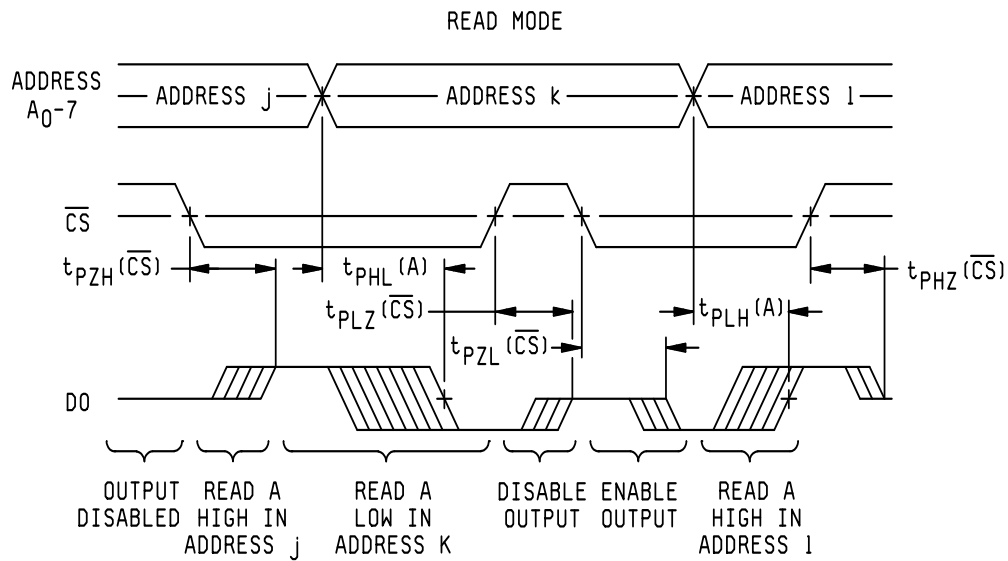 READ MODE
ADDRESS
A0-7
ADDRESS j
ADDRESS k
ADDRESS l
CS
tPZH(CS)
tPHL(A)
tPHZ(CS)
tPLZ(CS)
tPLH(A)
tPZL(CS)
DO
OUTPUT
DISABLED
READ A
HIGH IN
ADDRESS j
READ A
LOW IN
ADDRESS K
DISABLE
OUTPUT
ENABLE
OUTPUT
READ A
HIGH IN
ADDRESS l